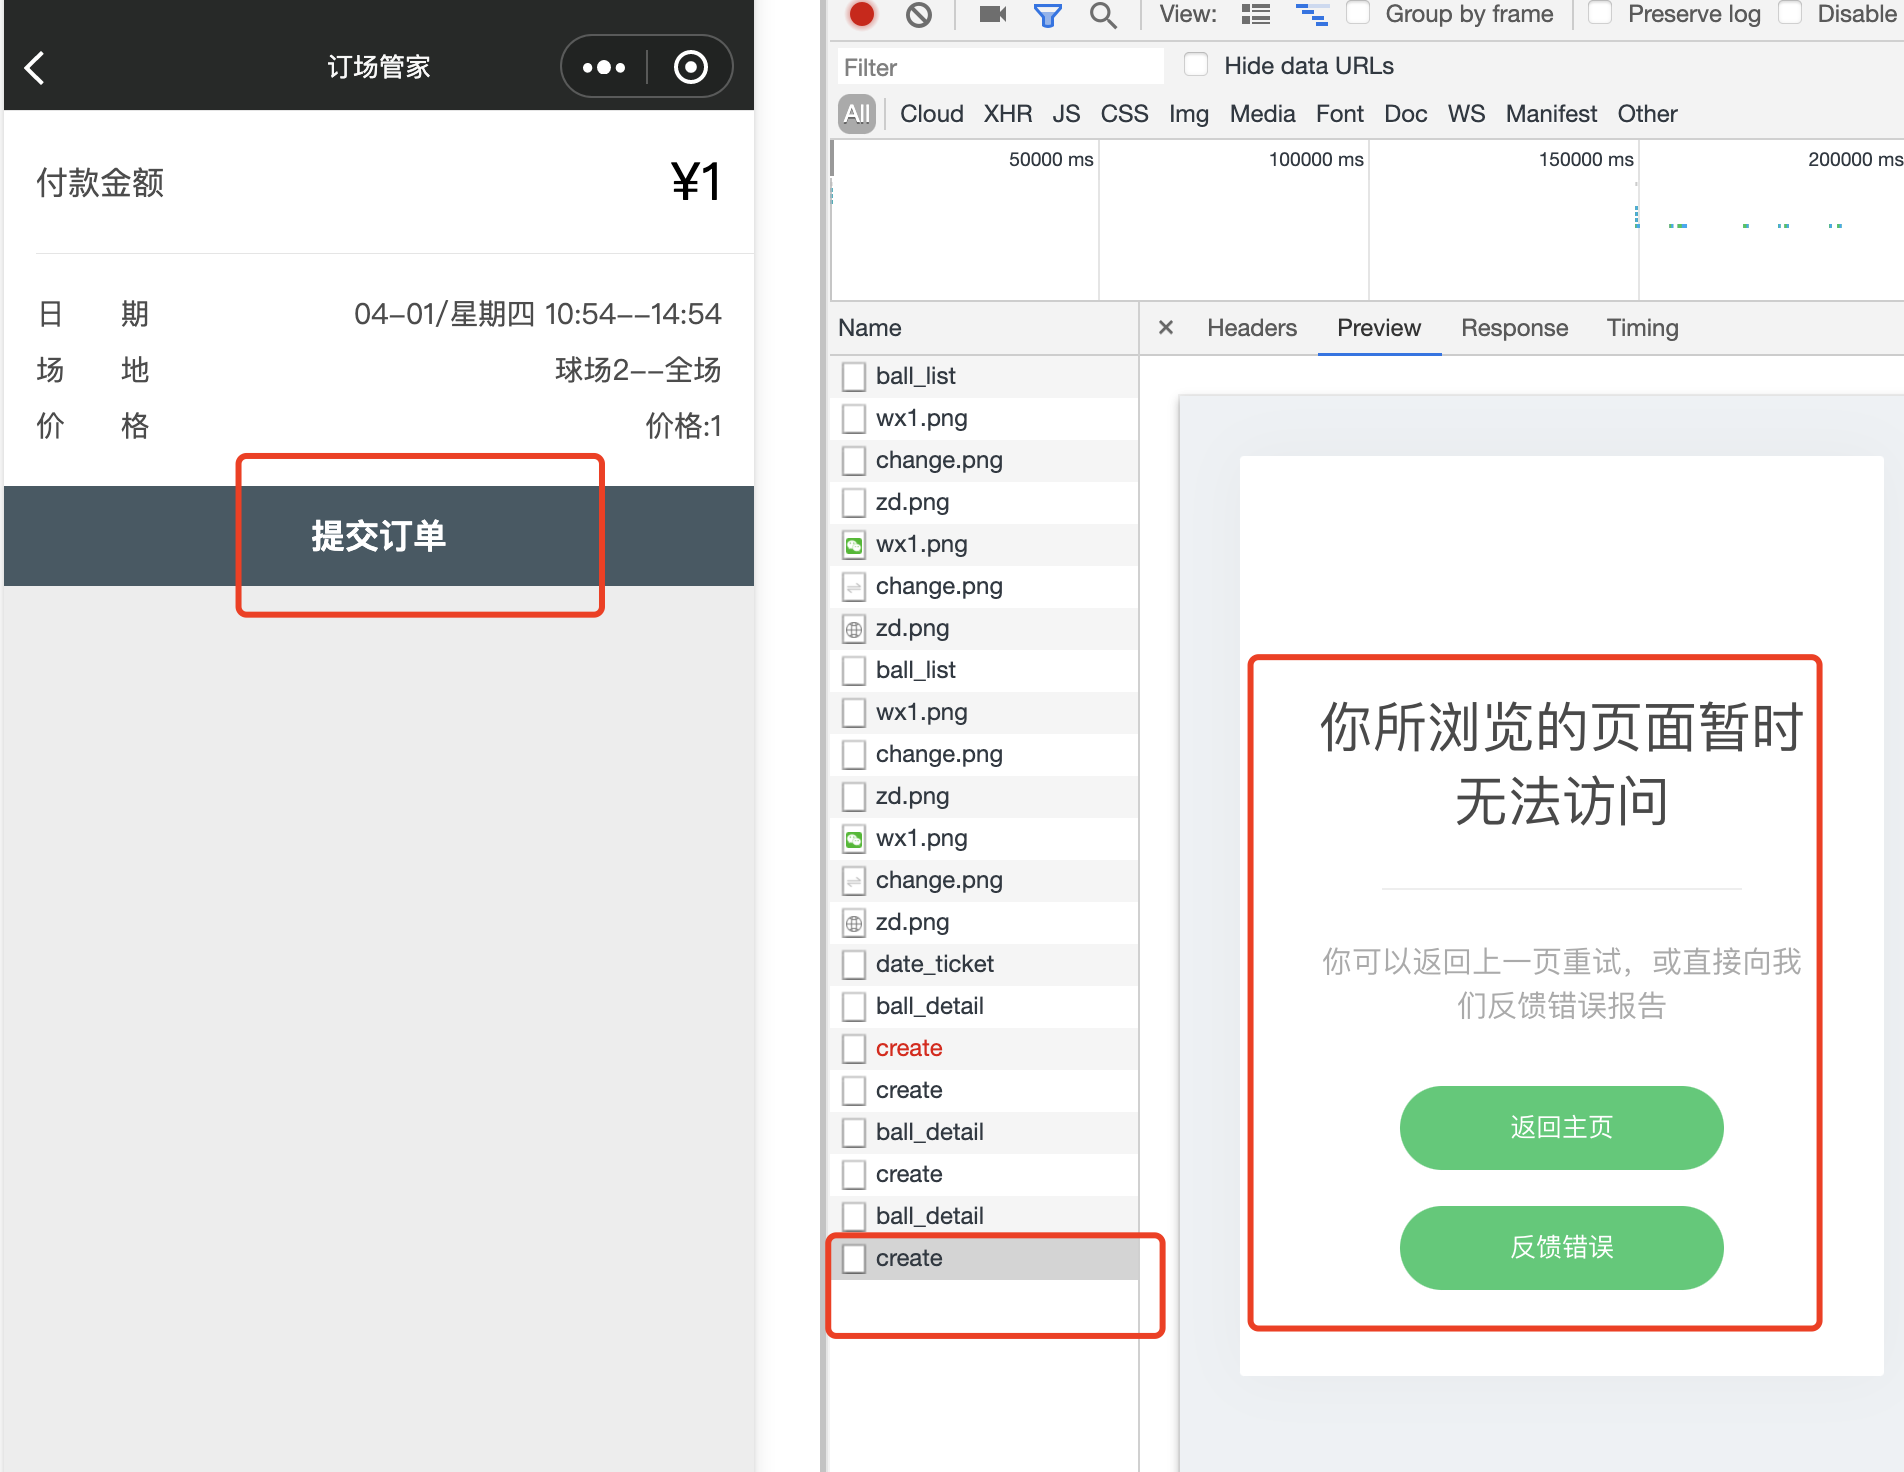 订场管家
付款金额
¥1
日 期
04-01/星期四 10:54--14:54
场 地
球场2--全场
价 格
价格:1
提交订单
View:
Group by frame
Preserve log
Disable
Filter
Hide data URLs
All
Cloud
XHR
JS
CSS
Img
Media
Font
Doc
WS
Manifest
Other
50000 ms
100000 ms
150000 ms
200000 ms
Name
×
Headers
Preview
Response
Timing
ball_list
wx1.png
change.png
zd.png
wx1.png
change.png
zd.png
ball_list
wx1.png
change.png
zd.png
wx1.png
change.png
zd.png
date_ticket
ball_detail
create
create
ball_detail
create
ball_detail
create
你所浏览的页面暂时
无法访问
你可以返回上一页重试，或直接向我
们反馈错误报告
返回主页
反馈错误